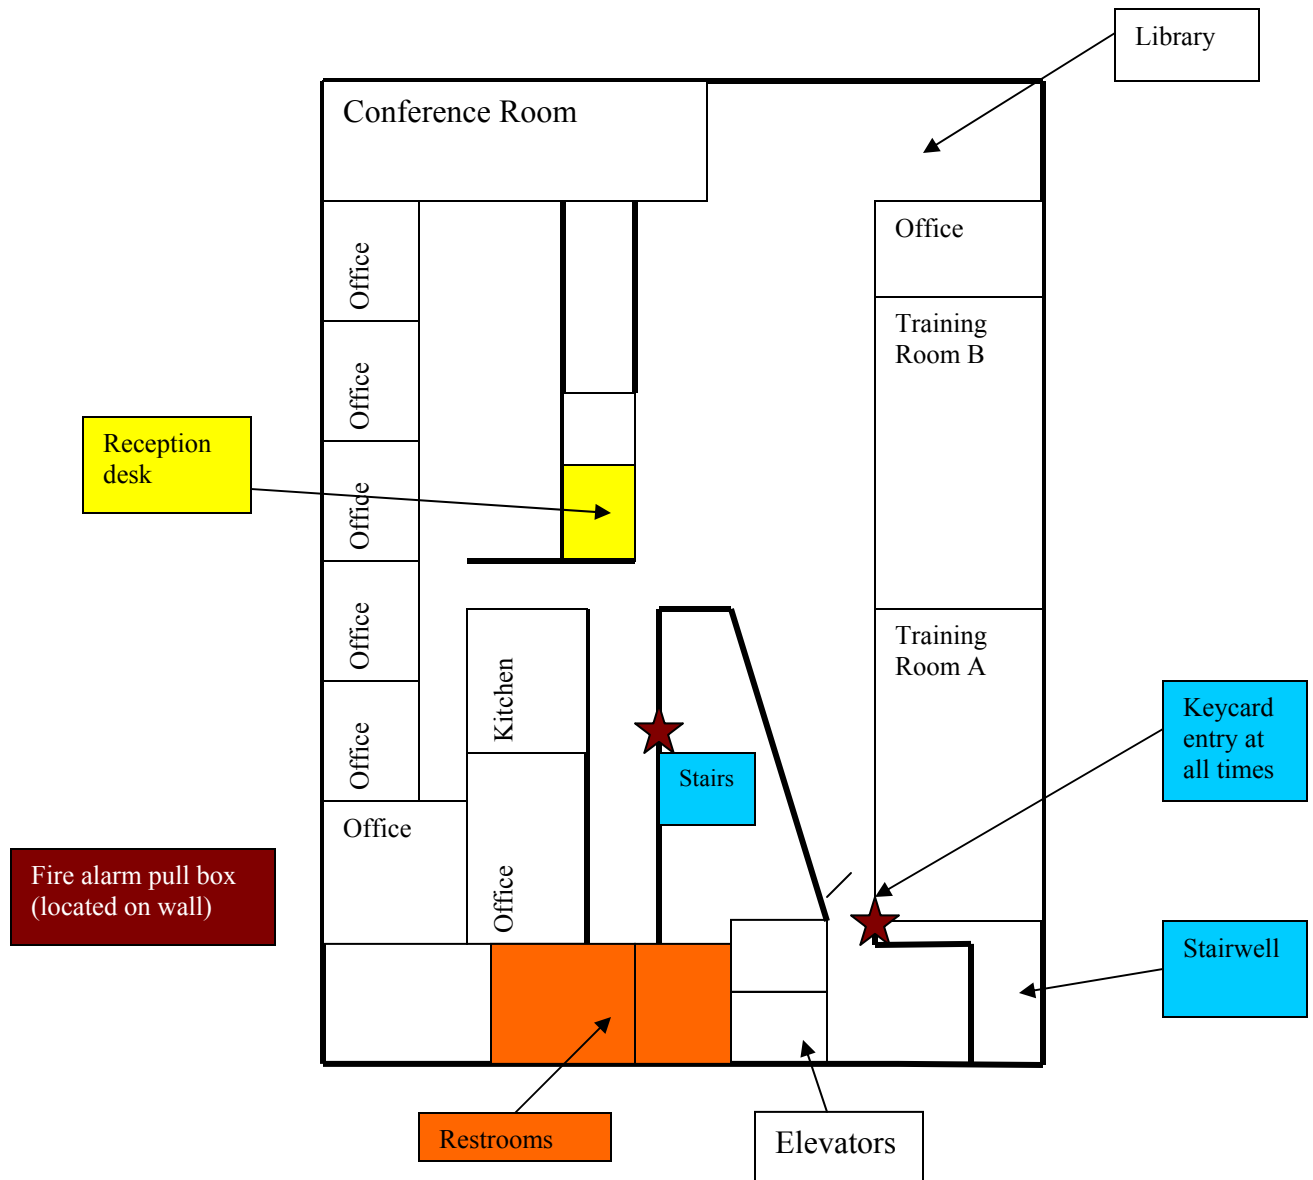 Library
Conference Room
Office
Office
Training
Room B
Office
Reception
desk
Office
Office
Training
Room A
Kitchen
Keycard
entry at
all times
Office
Stairs
Office
Office
Fire alarm pull box
(located on wall)
Stairwell
Restrooms
Elevators